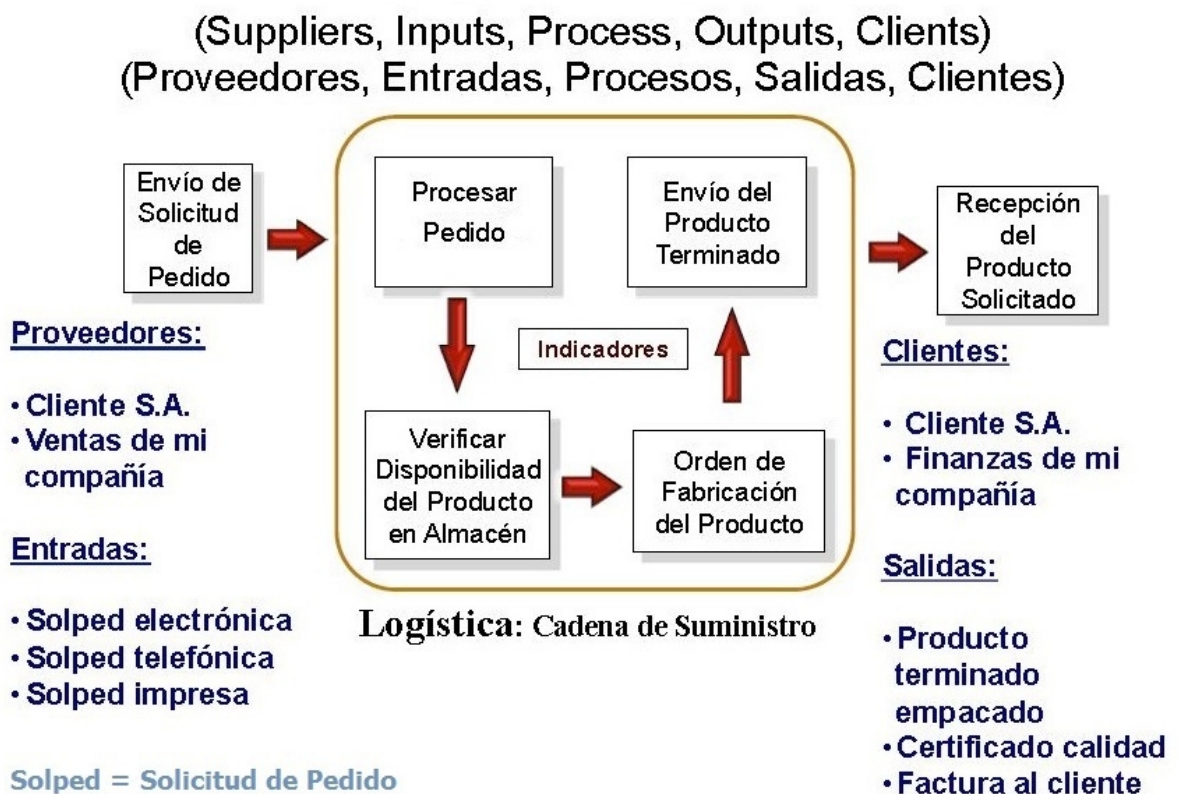 (Suppliers, Inputs, Process, Outputs, Clients)
(Proveedores, Entradas, Procesos, Salidas, Clientes)
Envío de
Solicitud
de
Pedido
Procesar
Pedido
Envío del
Producto
Terminado
Recepción
del
Producto
Solicitado
Indicadores
Verificar
Disponibilidad
del Producto
en Almacén
Orden de
Fabricación
del Producto
Logística: Cadena de Suministro
Proveedores:
• Cliente S.A.
• Ventas de mi
compañía
Entradas:
• Solped electrónica
• Solped telefónica
• Solped impresa
Solped = Solicitud de Pedido
Clientes:
• Cliente S.A.
• Finanzas de mi
compañía
Salidas:
• Producto
terminado
empacado
• Certificado calidad
• Factura al cliente